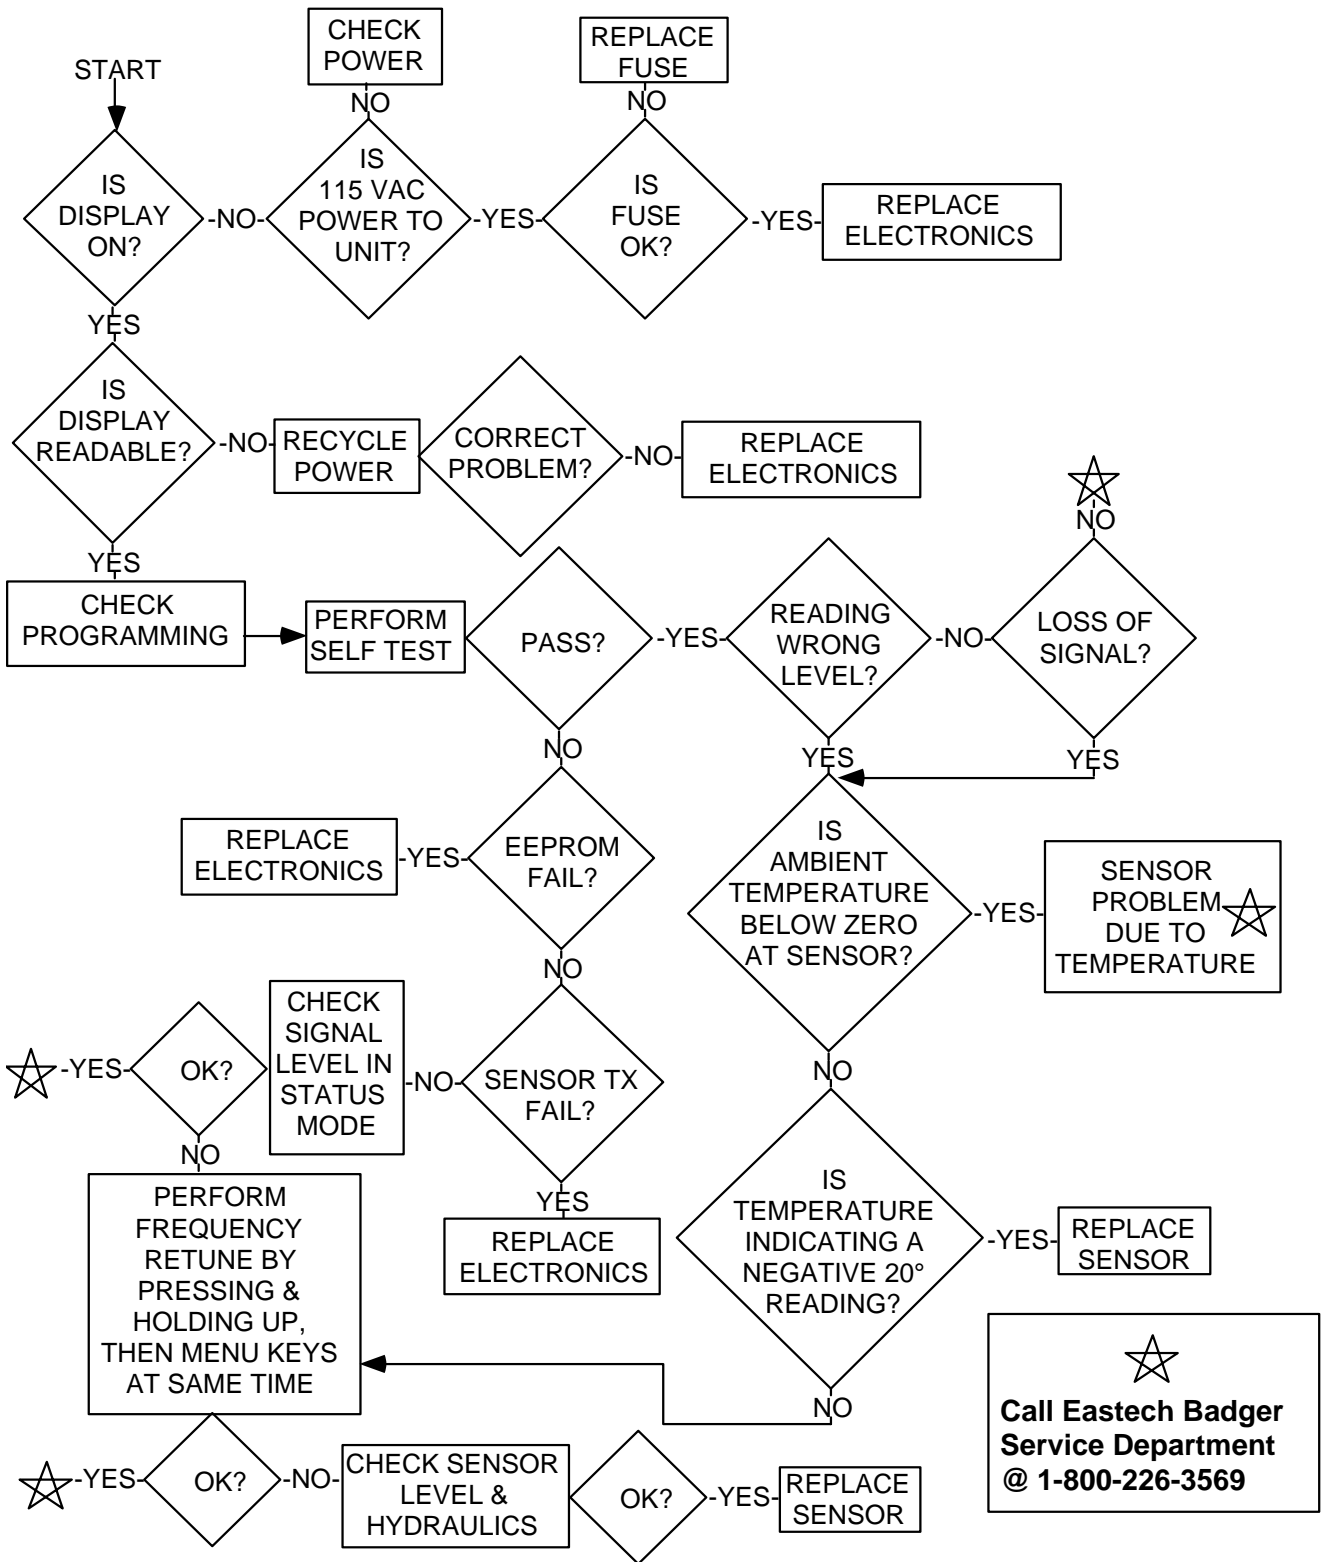 START
CHECK
POWER
REPLACE
FUSE
NO
NO
IS
DISPLAY
ON?
-NO-
IS
115 VAC
POWER TO
UNIT?
-YES-
IS
FUSE
OK?
-YES-
REPLACE
ELECTRONICS
YES
IS
DISPLAY
READABLE?
-NO-
RECYCLE
POWER
CORRECT
PROBLEM?
-NO-
REPLACE
ELECTRONICS
NO
YES
CHECK
PROGRAMMING
PERFORM
SELF TEST
PASS?
-YES-
READING
WRONG
LEVEL?
-NO-
LOSS OF
SIGNAL?
NO
YES
YES
REPLACE
ELECTRONICS
-YES-
EEPROM
FAIL?
IS
AMBIENT
TEMPERATURE
BELOW ZERO
AT SENSOR?
-YES-
SENSOR
PROBLEM
DUE TO
TEMPERATURE
NO
-YES-
OK?
CHECK
SIGNAL
LEVEL IN
STATUS
MODE
-NO-
SENSOR TX
FAIL?
NO
NO
YES
PERFORM
FREQUENCY
RETUNE BY
PRESSING &
HOLDING UP,
THEN MENU KEYS
AT SAME TIME
REPLACE
ELECTRONICS
IS
TEMPERATURE
INDICATING A
NEGATIVE 20°
READING?
-YES-
REPLACE
SENSOR
NO
-YES-
OK?
-NO-
CHECK SENSOR
LEVEL &
HYDRAULICS
OK?
-YES-
REPLACE
SENSOR
Call Eastech Badger
Service Department
@ 1-800-226-3569